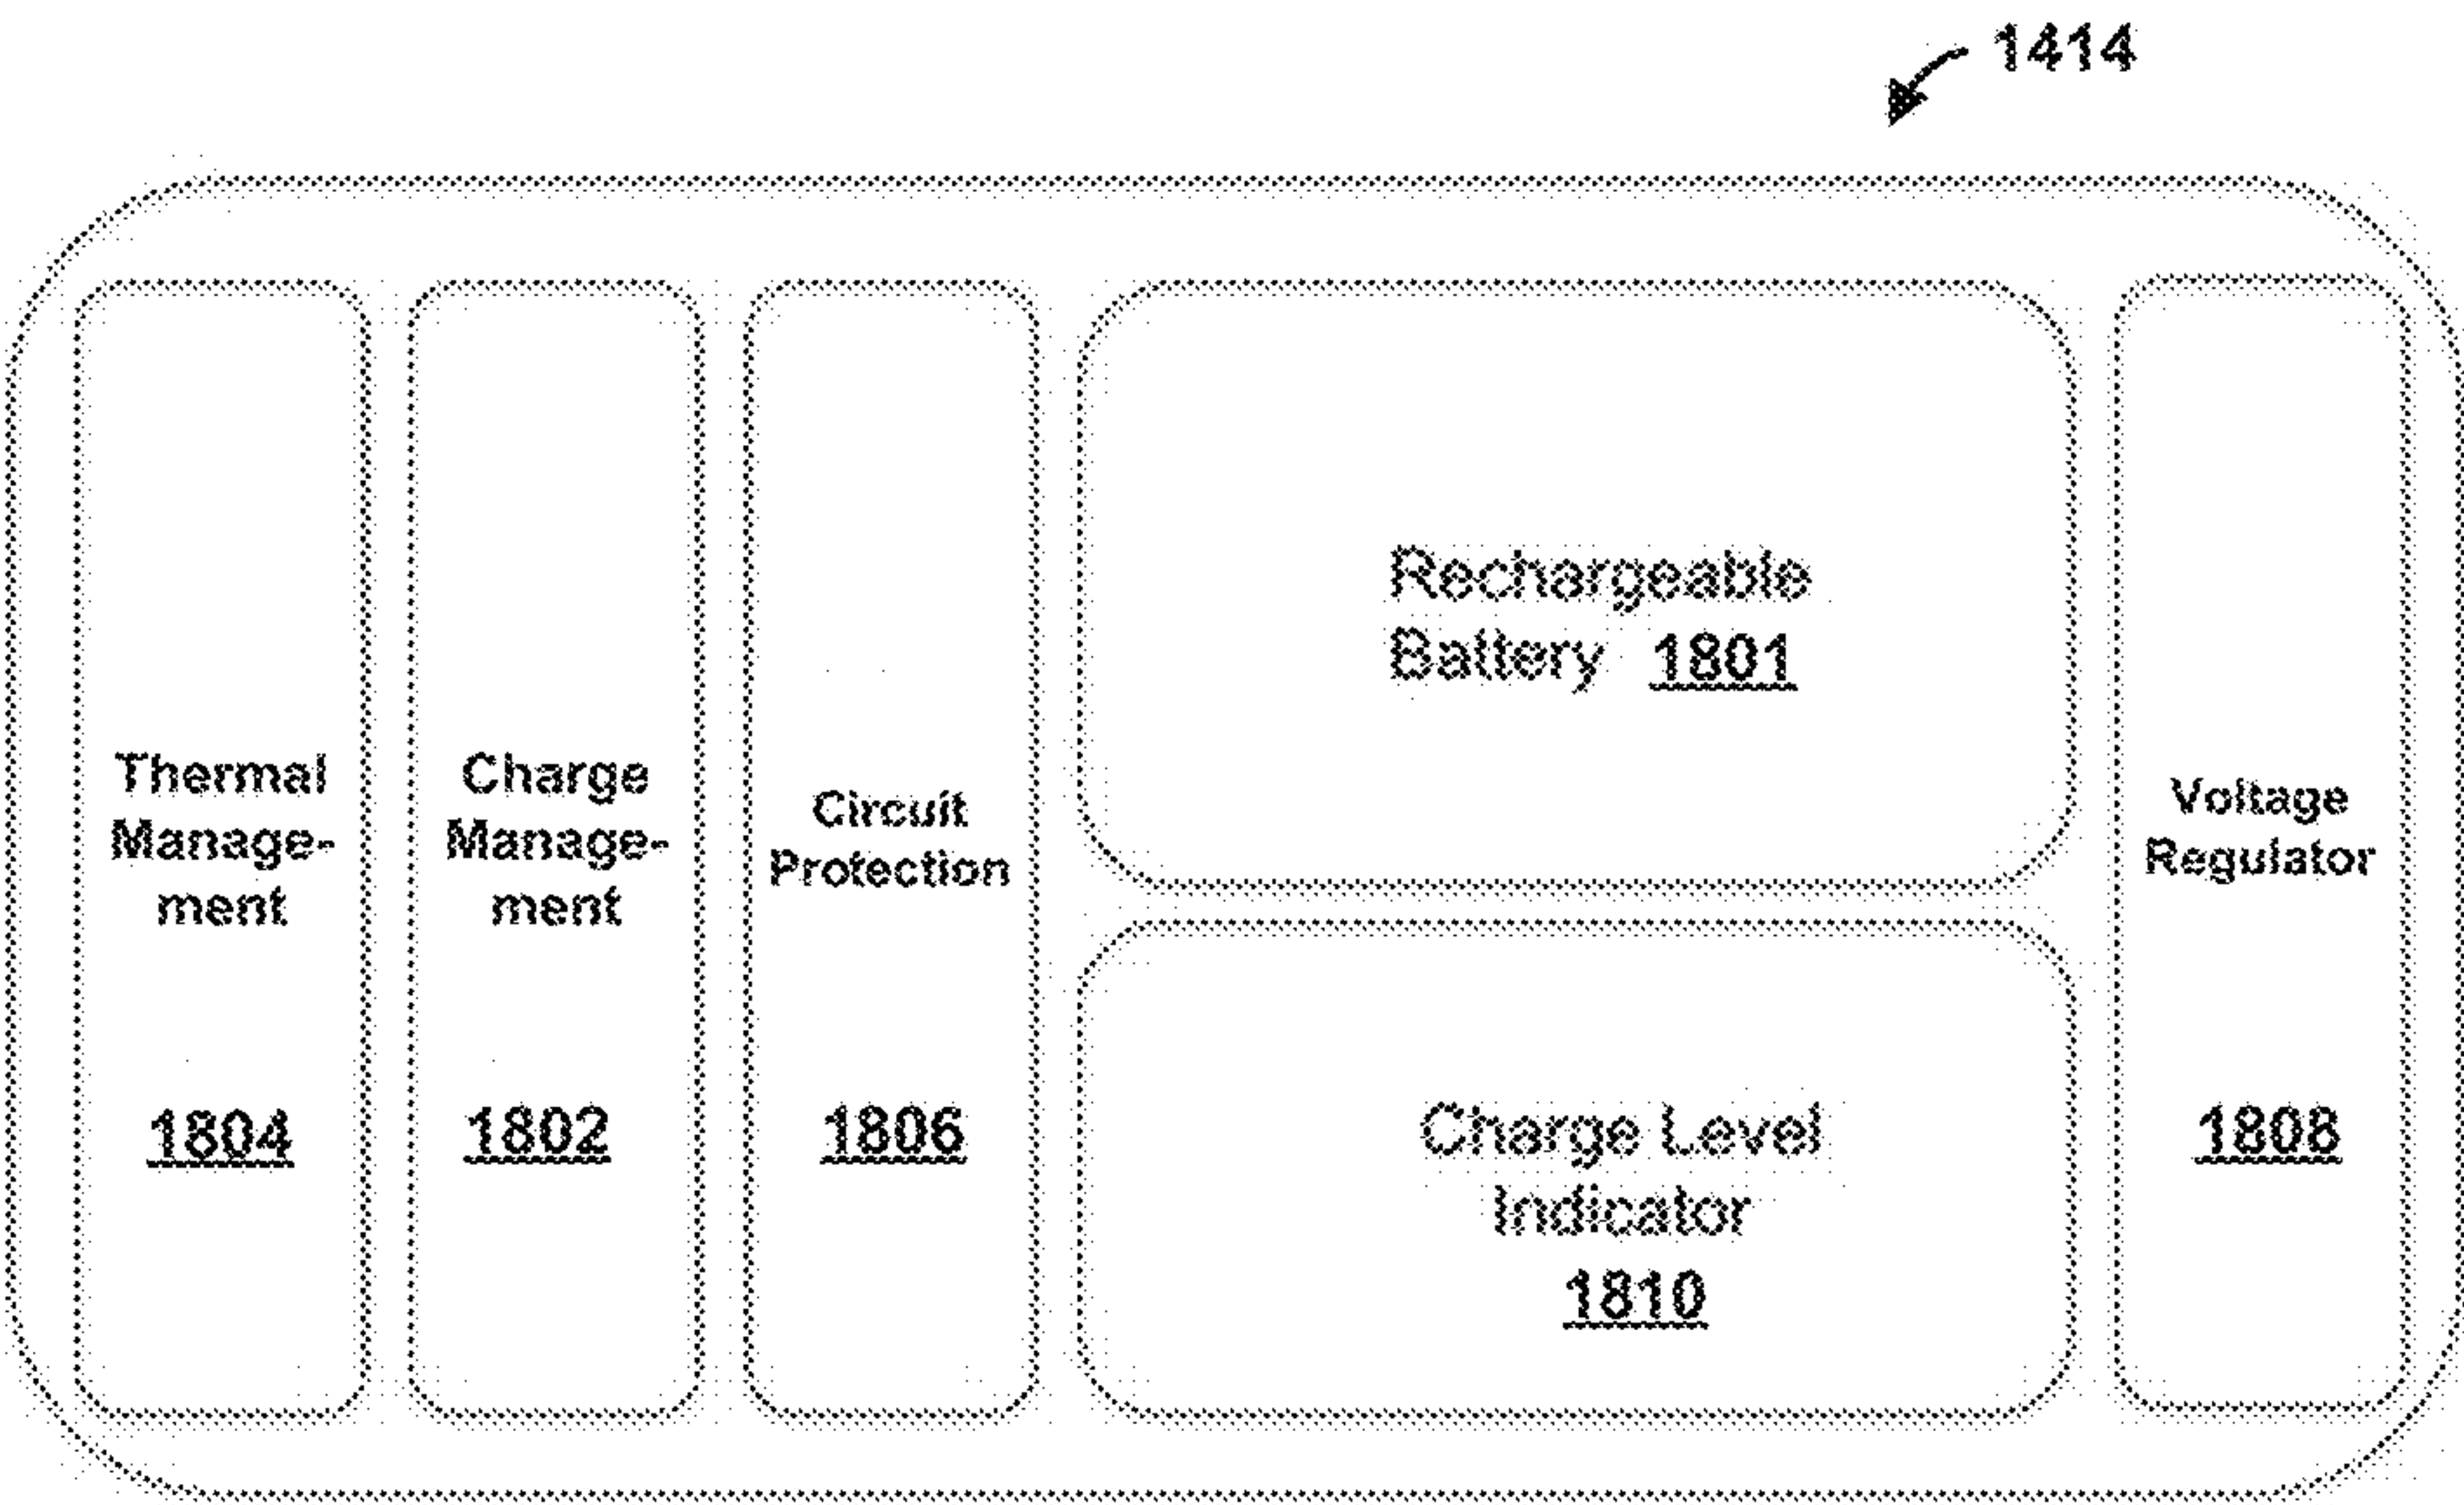 1414
Thermal
Manage-
ment
1804
Charge
Manage-
ment
1802
Circuit
Protection
1806
Rechargeable
Battery 1801
Charge Level
Indicator
1810
Voltage
Regulator
1808